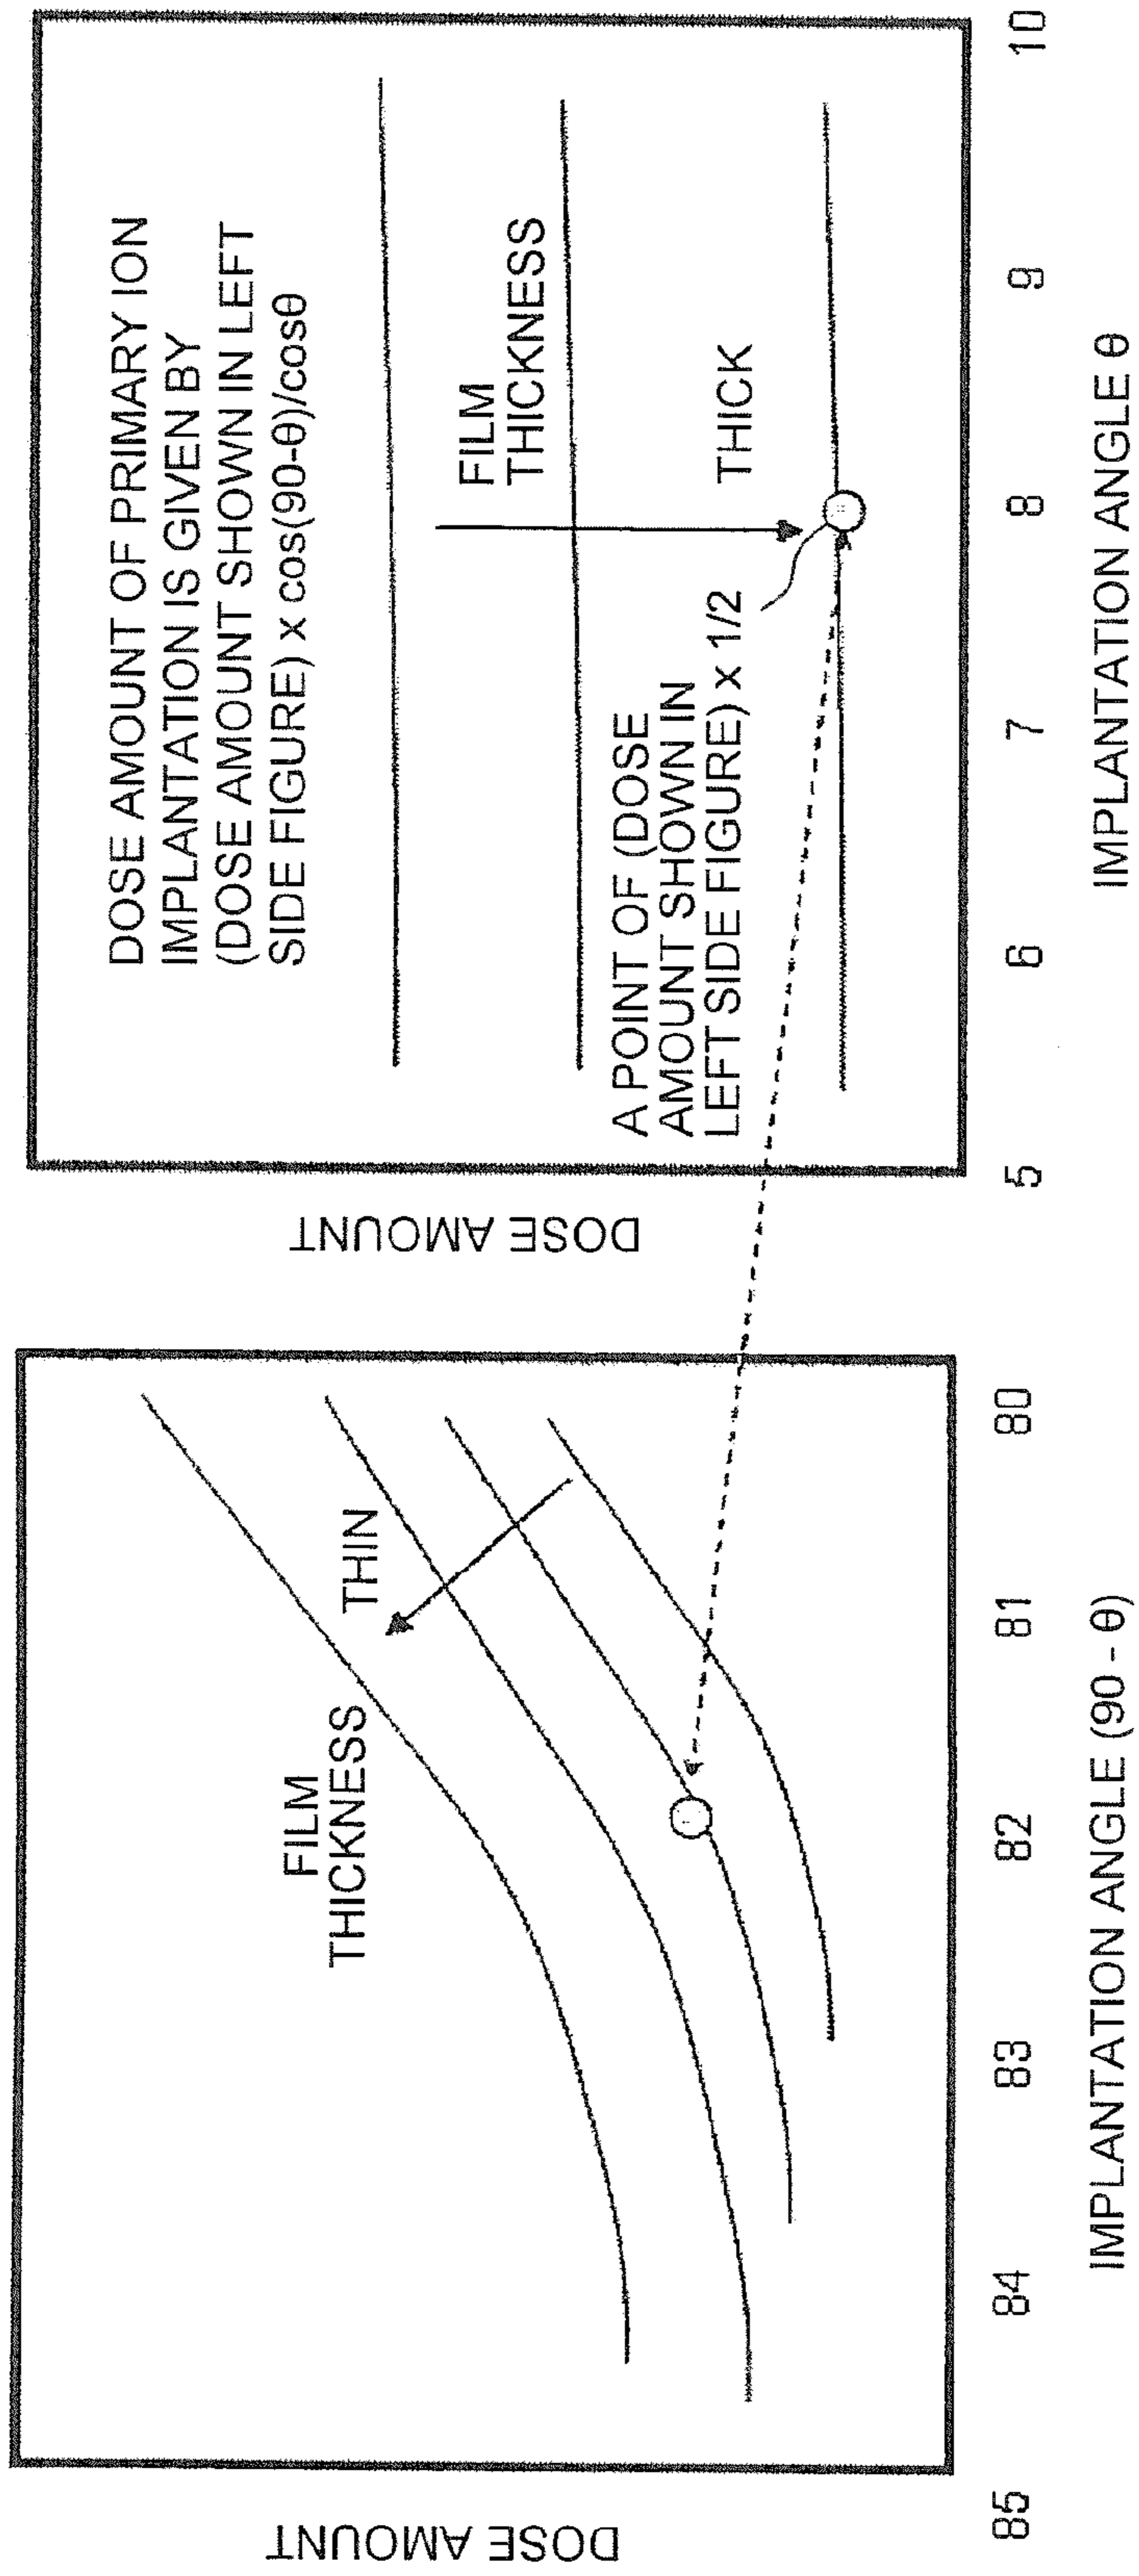 DOSE AMOUNT
FILM
THICKNESS
THIN
85
84
83
82
81
80
IMPLANTATION ANGLE (90 - θ)
DOSE AMOUNT
DOSE AMOUNT OF PRIMARY ION
IMPLANTATION IS GIVEN BY
(DOSE AMOUNT SHOWN IN LEFT
SIDE FIGURE) x cos(90-θ)/cosθ
FILM
THICKNESS
THICK
A POINT OF (DOSE
AMOUNT SHOWN IN
LEFT SIDE FIGURE) x 1/2
5
6
7
8
9
10
IMPLANTATION ANGLE θ